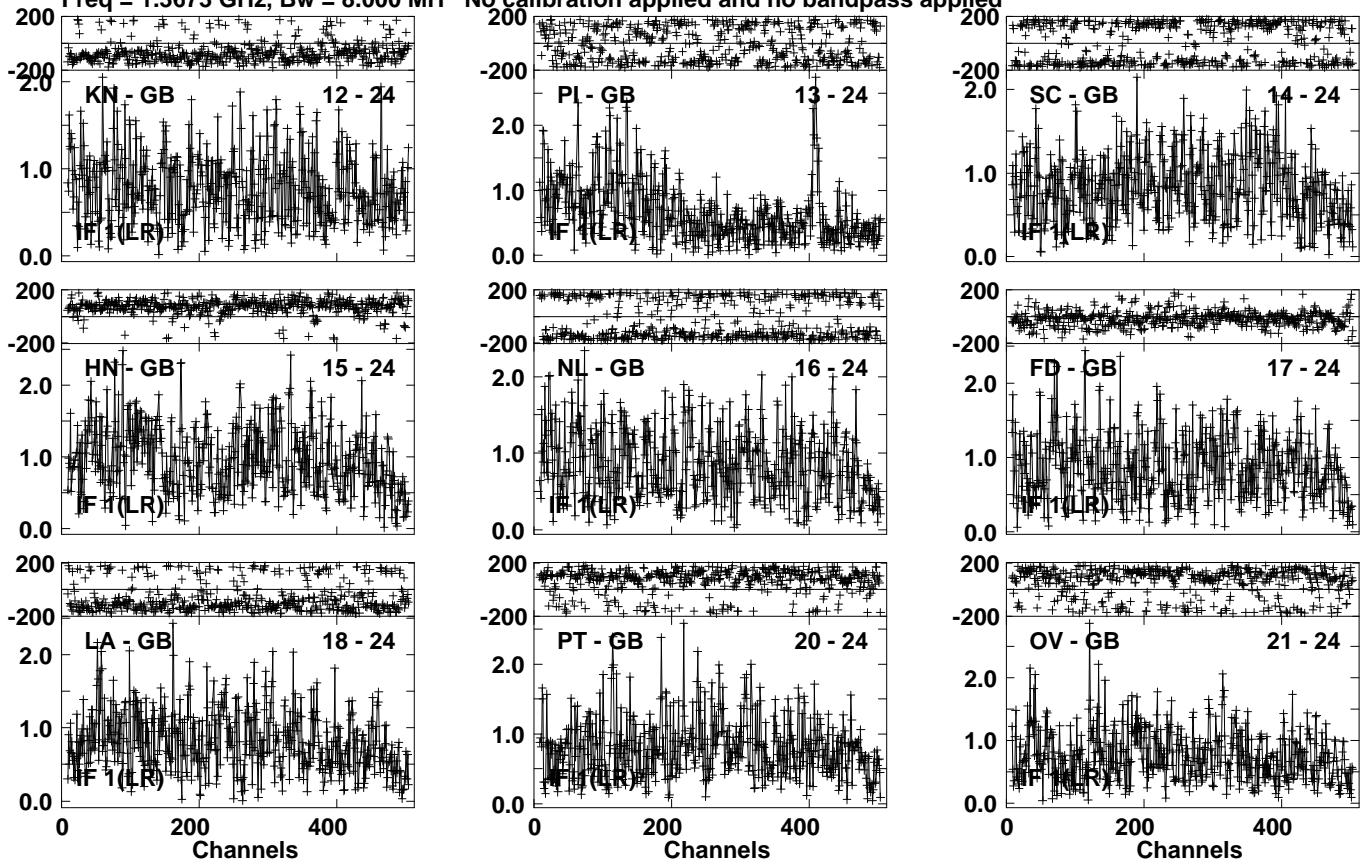 Freq = 1.3675 GHz, Bw = 8.000 MH No calibration applied and no bandpass applied
200
-200
KN - GB 12 - 24
2.0
1.0
0.0
IF 1(LR)
200
-200
PI - GB 13 - 24
2.0
1.0
0.0
IF 1(LR)
200
-200
SC - GB 14 - 24
2.0
1.0
0.0
IF 1(LR)
200
-200
HN - GB 15 - 24
2.0
1.0
0.0
IF 1(LR)
200
-200
NL - GB 16 - 24
2.0
1.0
0.0
IF 1(LR)
200
-200
FD - GB 17 - 24
2.0
1.0
0.0
IF 1(LR)
200
-200
LA - GB 18 - 24
2.0
1.0
0.0
IF 1(LR)
0 200 400
Channels
200
-200
PT - GB 20 - 24
2.0
1.0
0.0
IF 1(LR)
0 200 400
Channels
200
-200
OV - GB 21 - 24
2.0
1.0
0.0
IF 1(LR)
0 200 400
Channels